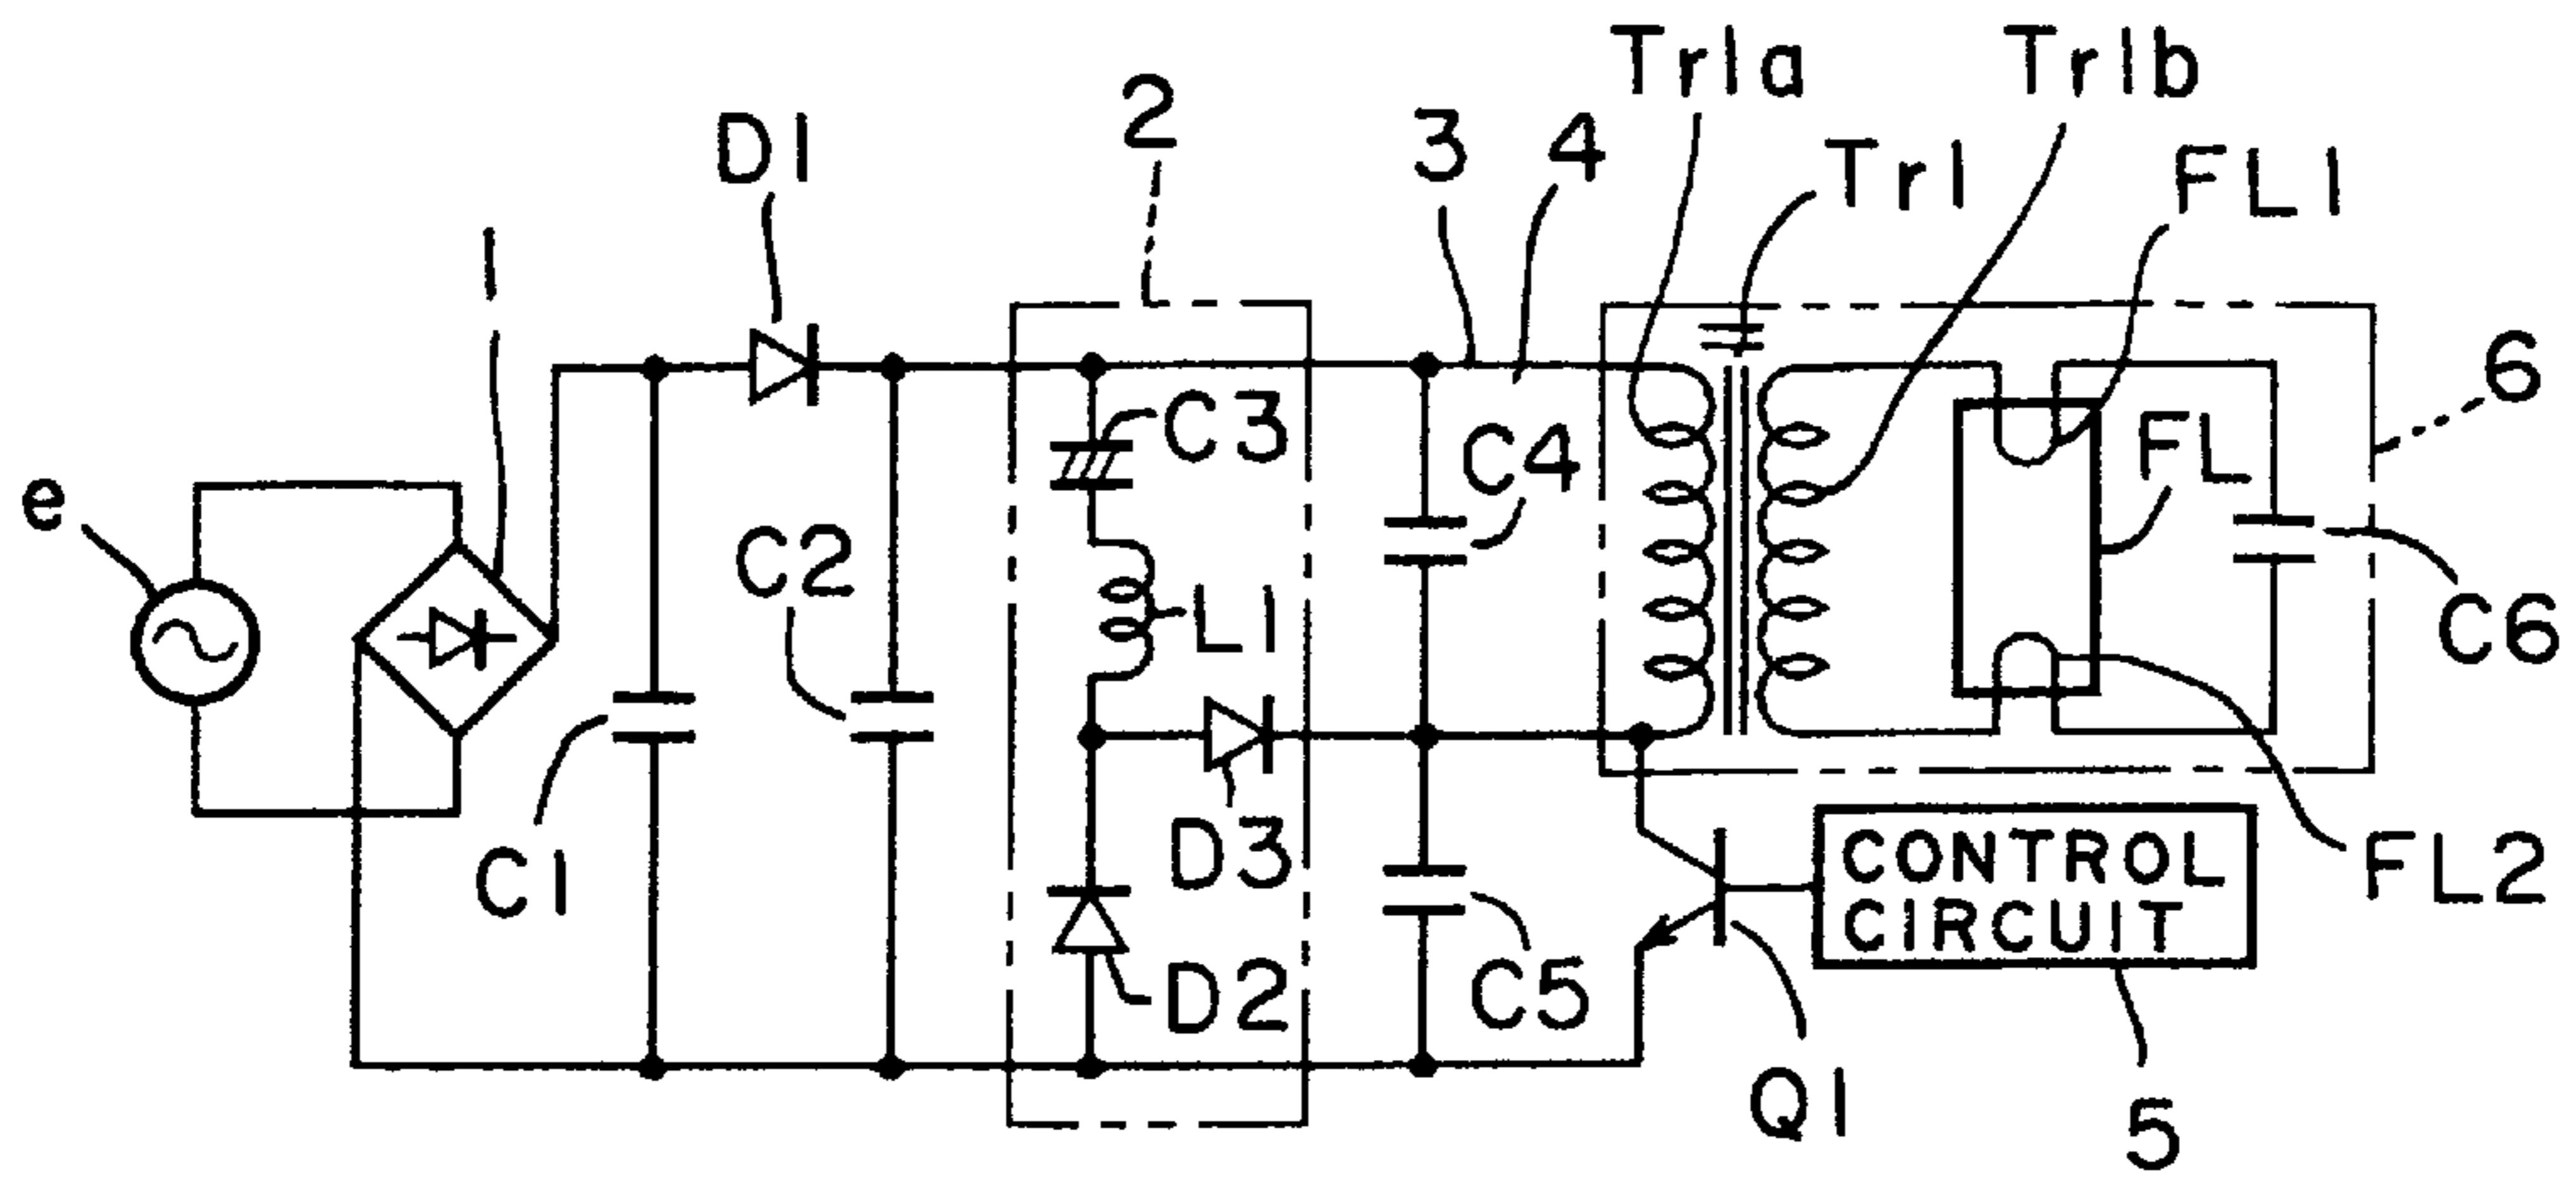 Tr1a
Tr1b
2
3
4
D1
Tr1
FL1
1
6
C3
C4
FL
e
C2
L1
C6
C1
D3
CONTROL
CIRCUIT
FL2
D2
C5
Q1
5